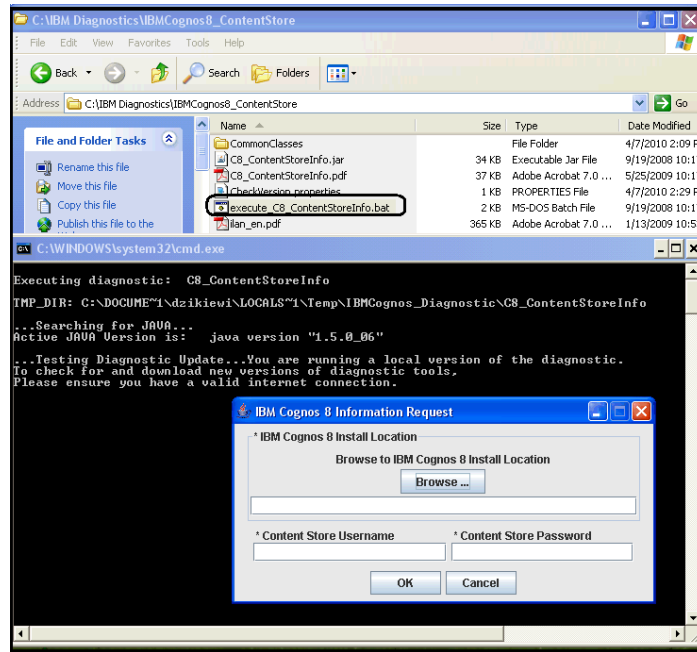 C:\IBM Diagnostics\IBMCognos8_ContentStore
File Edit View Favorites Tools Help
Back Search Folders
Address C:\IBM Diagnostics\IBMCognos8_ContentStore Go
File and Folder Tasks
Rename this file
Move this file
Copy this file
Publish this file to the
Name Size Type Date Modified
CommonClasses File Folder 4/7/2010 2:09 P
C8_ContentStoreInfo.jar 34 KB Executable Jar File 9/19/2008 10:1
C8_ContentStoreInfo.pdf 37 KB Adobe Acrobat 7.0 ... 5/25/2009 10:1
CheckVersion.properties 1 KB PROPERTIES File 4/7/2010 2:29 P
execute_C8_ContentStoreInfo.bat 2 KB MS-DOS Batch File 9/19/2008 10:1
ilan_en.pdf 365 KB Adobe Acrobat 7.0 ... 1/13/2009 10:5
C:\WINDOWS\system32\cmd.exe
Executing diagnostic: C8_ContentStoreInfo
TMP_DIR: C:\DOCUME~1\dzikiewi\LOCALS~1\Temp\IBMCognos_Diagnostic\C8_ContentStoreInfo
...Searching for JAVA...
Active JAVA Version is: java version "1.5.0_06"
...Testing Diagnostic Update...You are running a local version of the diagnostic.
To check for and download new versions of diagnostic tools,
Please ensure you have a valid internet connection.
IBM Cognos 8 Information Request
* IBM Cognos 8 Install Location
Browse to IBM Cognos 8 Install Location
Browse ...
* Content Store Username * Content Store Password
OK Cancel